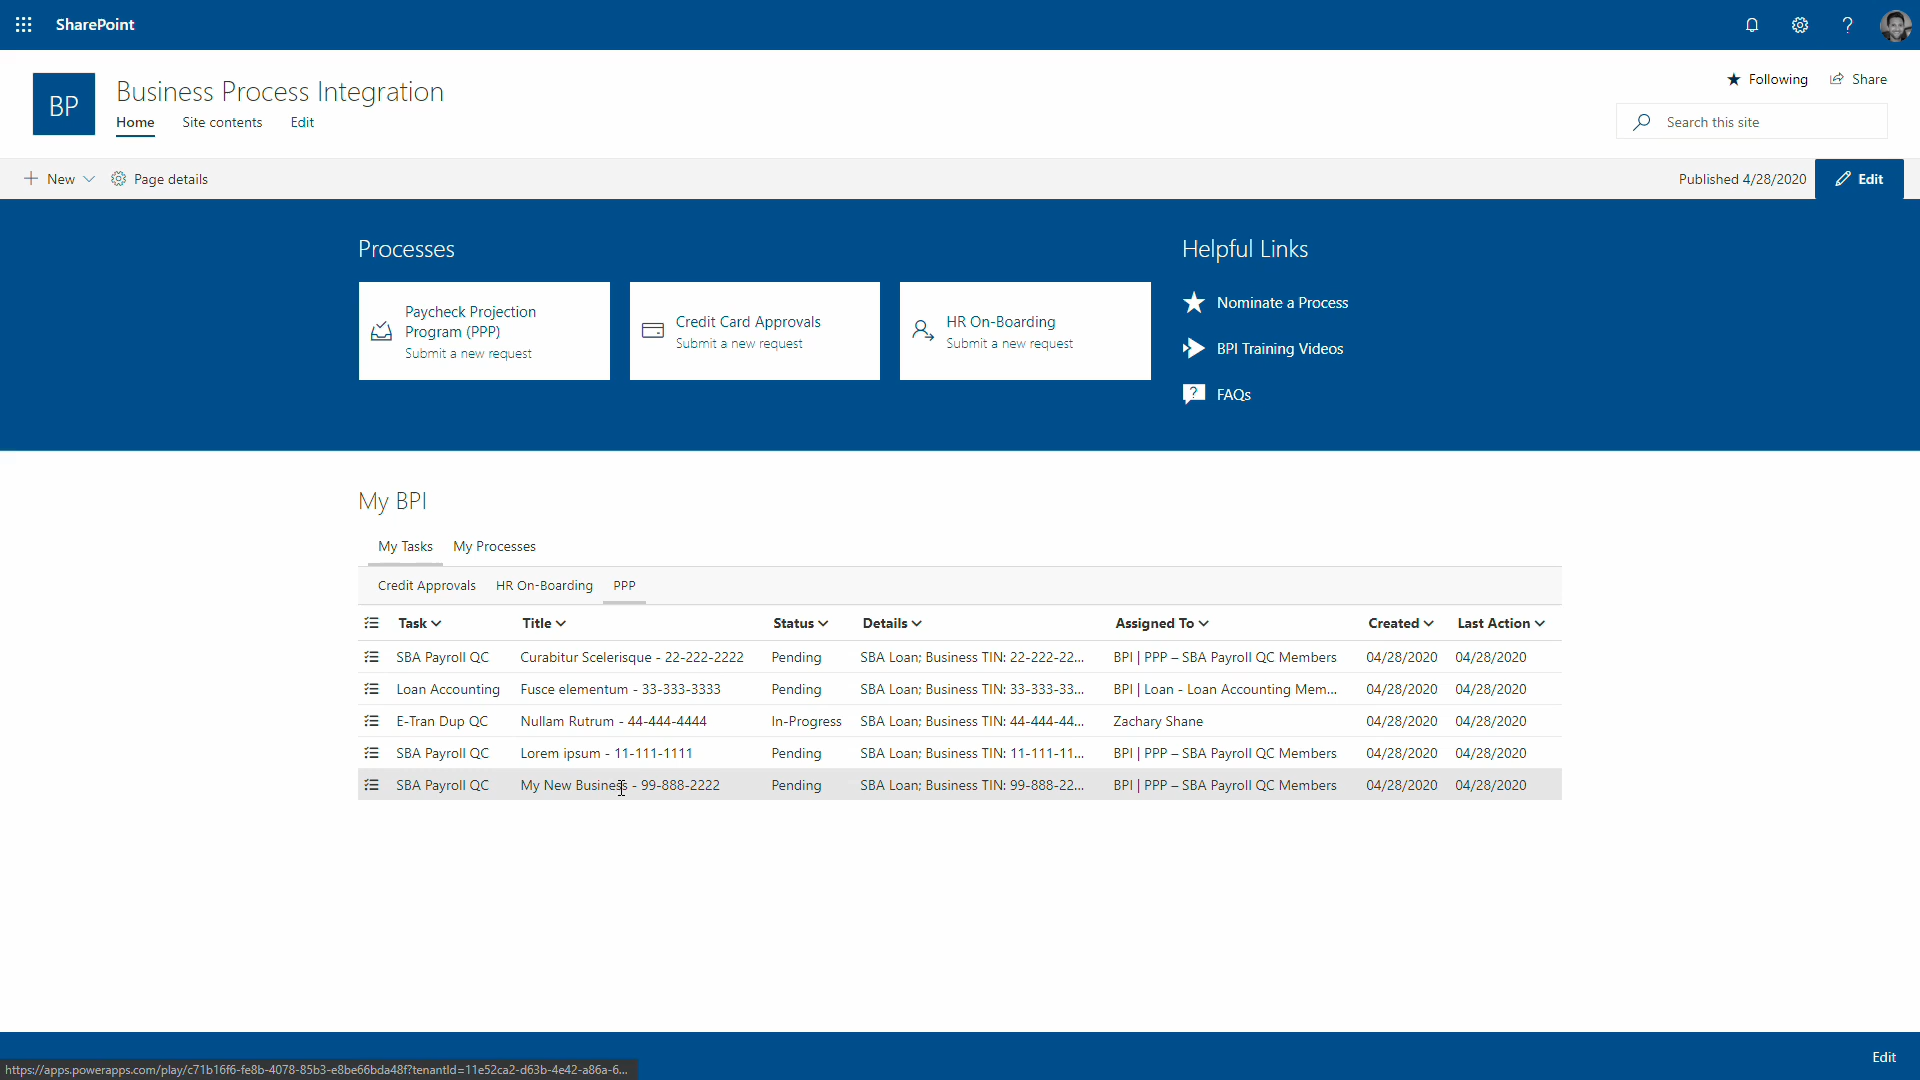 SharePoint
BP
Business Process Integration
Home Site contents Edit
Following Share
Search this site
New Page details
Published 4/28/2020 Edit
Processes
Paycheck Projection
Program (PPP)
Submit a new request
Credit Card Approvals
Submit a new request
HR On-Boarding
Submit a new request
Helpful Links
Nominate a Process
BPI Training Videos
FAQs
My BPI
My Tasks My Processes
Credit Approvals HR On-Boarding PPP
Task Title Status Details Assigned To Created Last Action
SBA Payroll QC Curabitur Scelerisque - 22-222-2222 Pending SBA Loan; Business TIN: 22-222-22... BPI | PPP – SBA Payroll QC Members 04/28/2020 04/28/2020
Loan Accounting Fusce elementum - 33-333-3333 Pending SBA Loan; Business TIN: 33-333-33... BPI | Loan - Loan Accounting Mem... 04/28/2020 04/28/2020
E-Tran Dup QC Nullam Rutrum - 44-444-4444 In-Progress SBA Loan; Business TIN: 44-444-44... Zachary Shane 04/28/2020 04/28/2020
SBA Payroll QC Lorem ipsum - 11-111-1111 Pending SBA Loan; Business TIN: 11-111-11... BPI | PPP – SBA Payroll QC Members 04/28/2020 04/28/2020
SBA Payroll QC My New Business - 99-888-2222 Pending SBA Loan; Business TIN: 99-888-22... BPI | PPP – SBA Payroll QC Members 04/28/2020 04/28/2020
Edit
https://apps.powerapps.com/play/c71b16f6-fe8b-4078-85b3-e8be66bda48f?tenantId=11e52ca2-d63b-4e42-a86a-6...